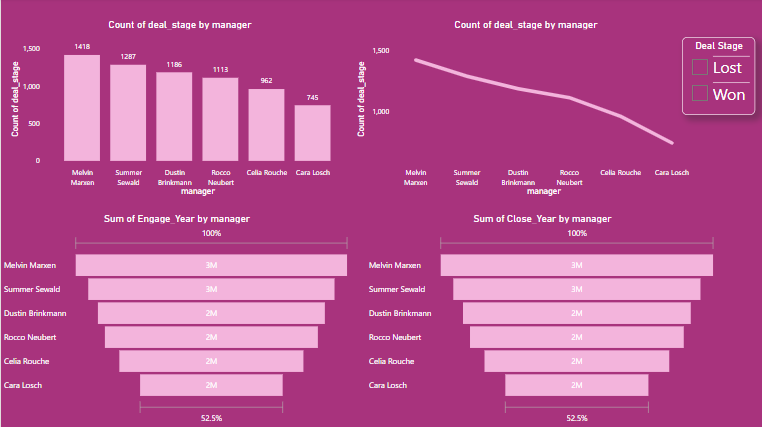 Count of deal_stage by manager
Count of deal_stage
1,500
1,000
500
0
1418
1287
1186
1113
962
745
Melvin Marxen
Summer Sewald
Dustin Brinkmann
Rocco Neubert
Celia Rouche
Cara Losch
manager
Count of deal_stage by manager
Count of deal_stage
1,500
1,000
Melvin Marxen
Summer Sewald
Dustin Brinkmann
Rocco Neubert
Celia Rouche
Cara Losch
manager
Deal Stage
Lost
Won
Sum of Engage_Year by manager
100%
Melvin Marxen 3M
Summer Sewald 3M
Dustin Brinkmann 2M
Rocco Neubert 2M
Celia Rouche 2M
Cara Losch 2M
52.5%
Sum of Close_Year by manager
100%
Melvin Marxen 3M
Summer Sewald 3M
Dustin Brinkmann 2M
Rocco Neubert 2M
Celia Rouche 2M
Cara Losch 2M
52.5%